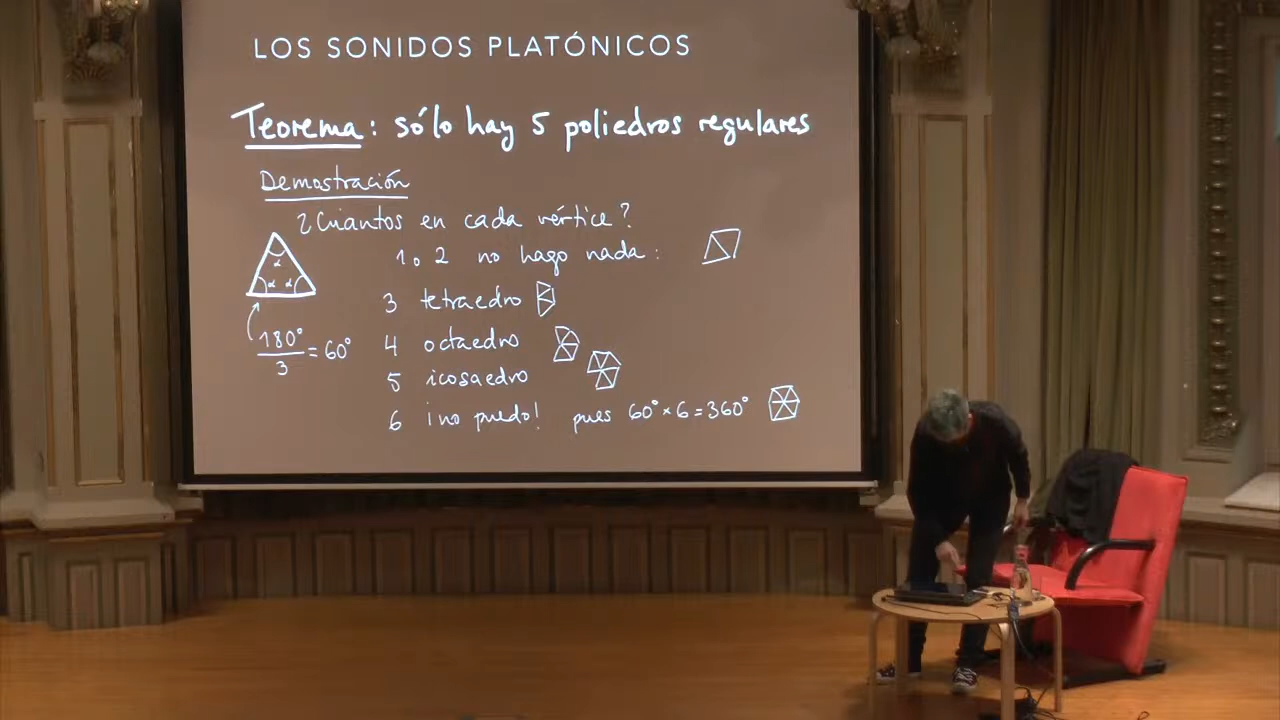 LOS SONIDOS PLATÓNICOS
Teorema: sólo hay 5 poliedros regulares
Demostración
¿Cuántos en cada vértice?
1 o 2 no hago nada:
α
α α
3 tetraedro
180°/3 = 60°
4 octaedro
5 icosaedro
6 ¡no puedo! pues 60° × 6 = 360°